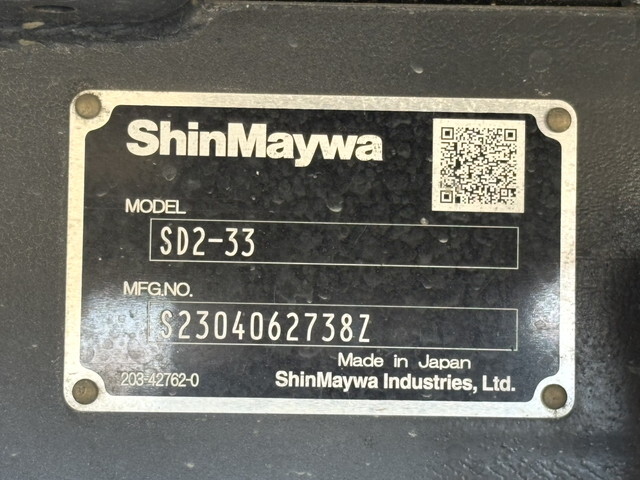 ShinMaywa
MODEL
SD2-33
MFG.NO.
S2304062738Z
Made in Japan
203-42762-0
ShinMaywa Industries, Ltd.